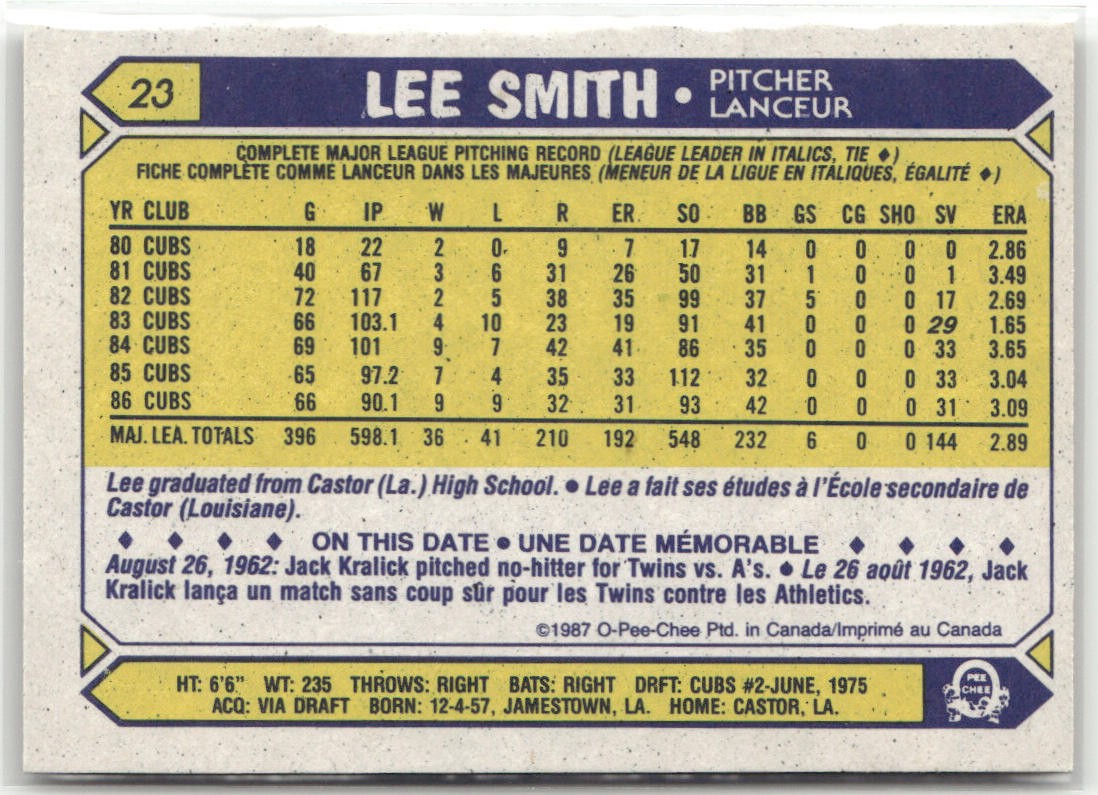 23
LEE SMITH • PITCHER
LANCEUR
COMPLETE MAJOR LEAGUE PITCHING RECORD (LEAGUE LEADER IN ITALICS, TIE ♦)
FICHE COMPLÈTE COMME LANCEUR DANS LES MAJEURES (MENEUR DE LA LIGUE EN ITALIQUES, ÉGALITÉ ♦)
YR CLUB G IP W L R ER SO BB GS CG SHO SV ERA
80 CUBS 18 22 2 0 9 7 17 14 0 0 0 0 2.86
81 CUBS 40 67 3 6 31 26 50 31 1 0 0 1 3.49
82 CUBS 72 117 2 5 38 35 99 37 5 0 0 17 2.69
83 CUBS 66 103.1 4 10 23 19 91 41 0 0 0 29 1.65
84 CUBS 69 101 9 7 42 41 86 35 0 0 0 33 3.65
85 CUBS 65 97.2 7 4 35 33 112 32 0 0 0 33 3.04
86 CUBS 66 90.1 9 9 32 31 93 42 0 0 0 31 3.09
MAJ. LEA. TOTALS 396 598.1 36 41 210 192 548 232 6 0 0 144 2.89
Lee graduated from Castor (La.) High School. • Lee a fait ses études à l'École secondaire de
Castor (Louisiane).
♦ ♦ ♦ ♦ ON THIS DATE • UNE DATE MÉMORABLE ♦ ♦ ♦ ♦
August 26, 1962: Jack Kralick pitched no-hitter for Twins vs. A's. • Le 26 août 1962, Jack
Kralick lança un match sans coup sûr pour les Twins contre les Athletics.
©1987 O-Pee-Chee Ptd. in Canada/Imprimé au Canada
HT: 6'6" WT: 235 THROWS: RIGHT BATS: RIGHT DRFT: CUBS #2-JUNE, 1975
ACQ: VIA DRAFT BORN: 12-4-57, JAMESTOWN, LA. HOME: CASTOR, LA.
O
PEE
CHEE